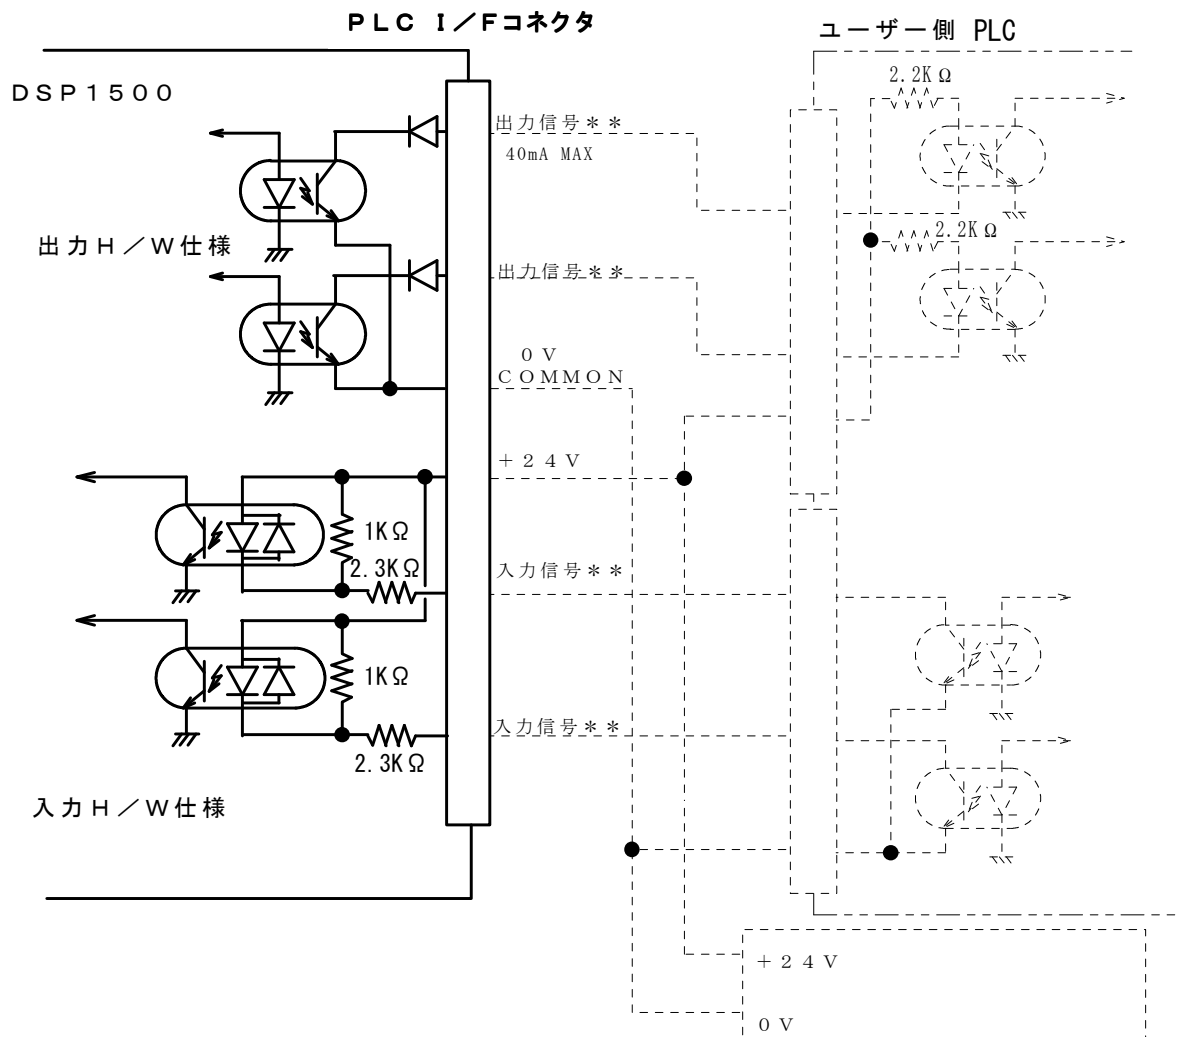 PLC I/Fコネクタ
ユーザー側 PLC
DSP1500
2.2KΩ
出力信号**
40mA MAX
出力H/W仕様
2.2KΩ
出力信号**
0V
COMMON
+24V
1KΩ
2.3KΩ
入力信号**
1KΩ
入力信号**
2.3KΩ
入力H/W仕様
+24V
0V